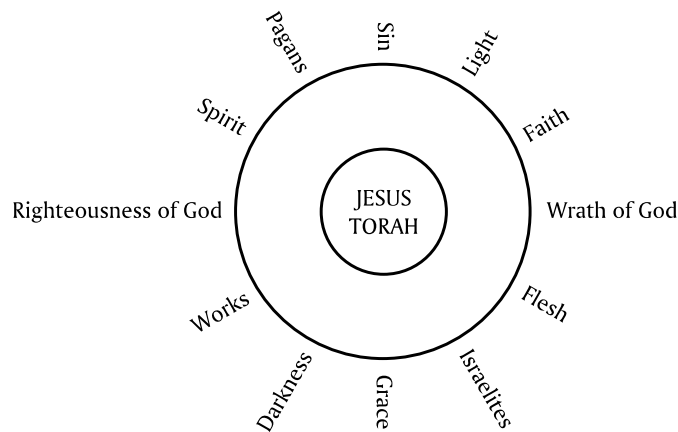 Sin
Light
Faith
Wrath of God
Flesh
Israelites
Grace
Darkness
Works
Righteousness of God
Spirit
Pagans
JESUS
TORAH